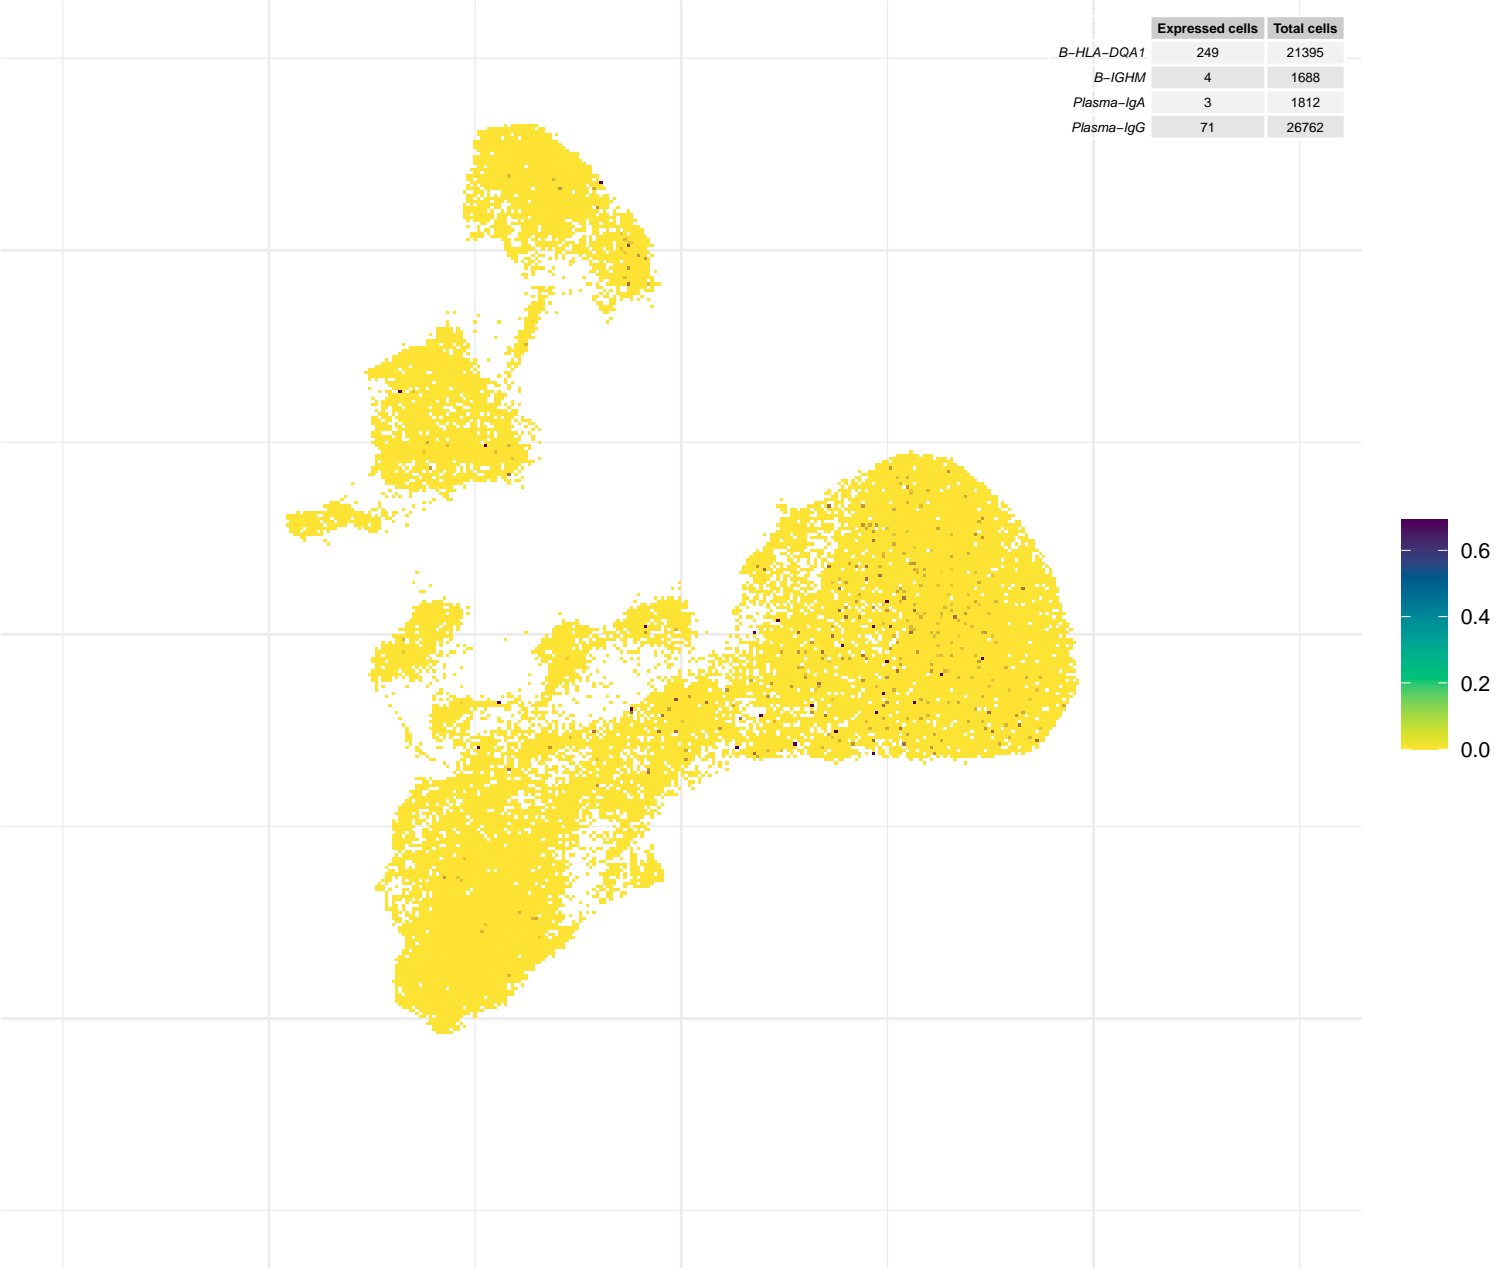 Expressed cells Total cells
B−HLA−DQA1 249 21395
B−IGHM 4 1688
Plasma−IgA 3 1812
Plasma−IgG 71 26762
0.6
0.4
0.2
0.0